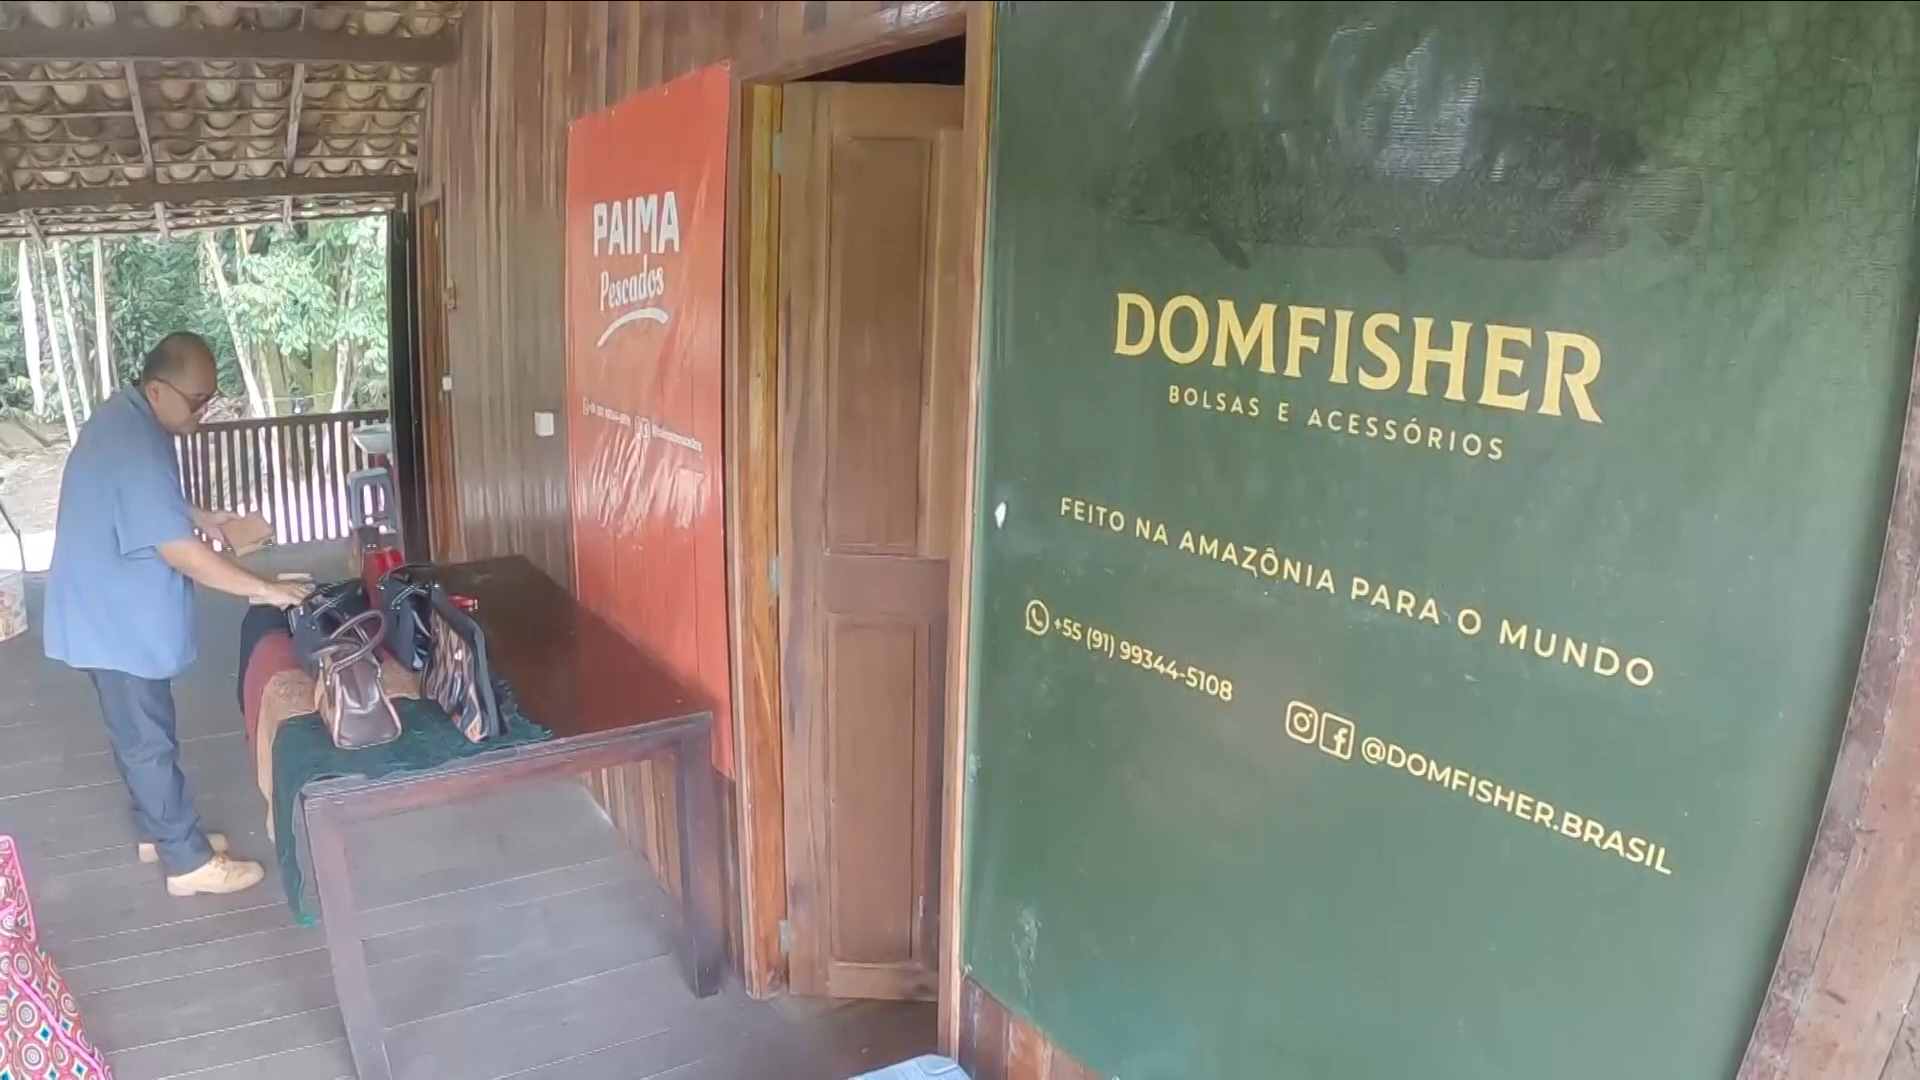 PAIMA
Pescados
DOMFISHER
BOLSAS E ACESSÓRIOS
FEITO NA AMAZÔNIA PARA O MUNDO
+55 (91) 99344-5108
@DOMFISHER.BRASIL